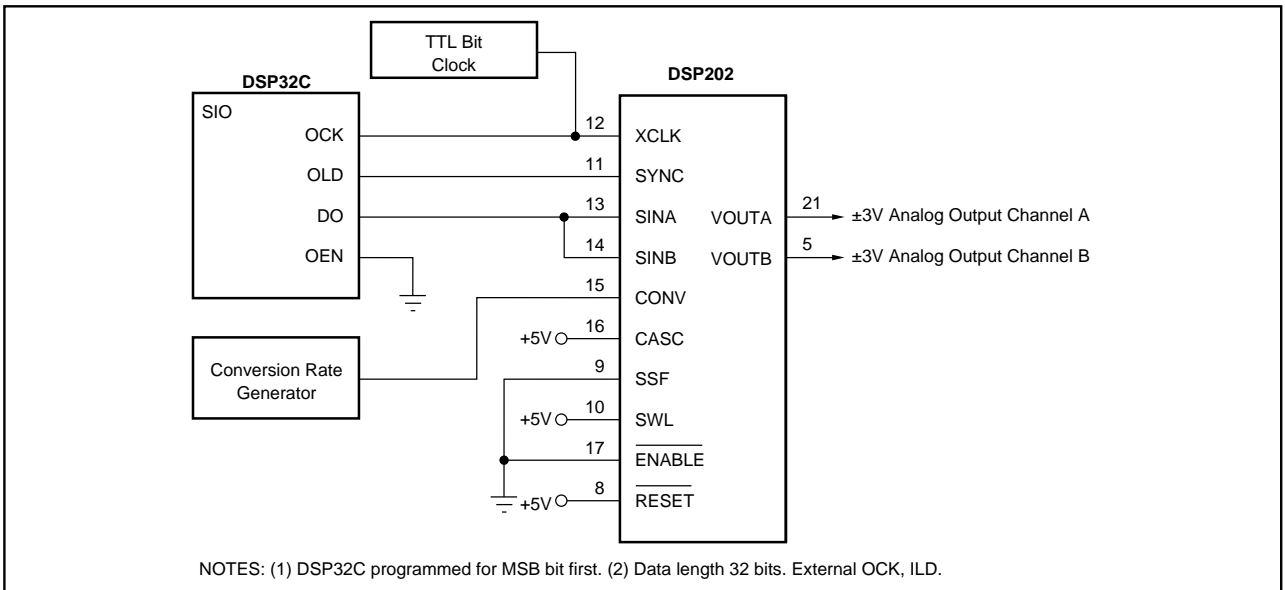 TTL Bit
Clock
DSP32C
DSP202
SIO
OCK
12
XCLK
OLD
11
SYNC
DO
13
SINA
VOUTA
21
±3V Analog Output Channel A
OEN
14
SINB
VOUTB
5
±3V Analog Output Channel B
15
CONV
+5V
16
CASC
Conversion Rate
Generator
9
SSF
+5V
10
SWL
17
ENABLE
+5V
8
RESET
NOTES: (1) DSP32C programmed for MSB bit first. (2) Data length 32 bits. External OCK, ILD.